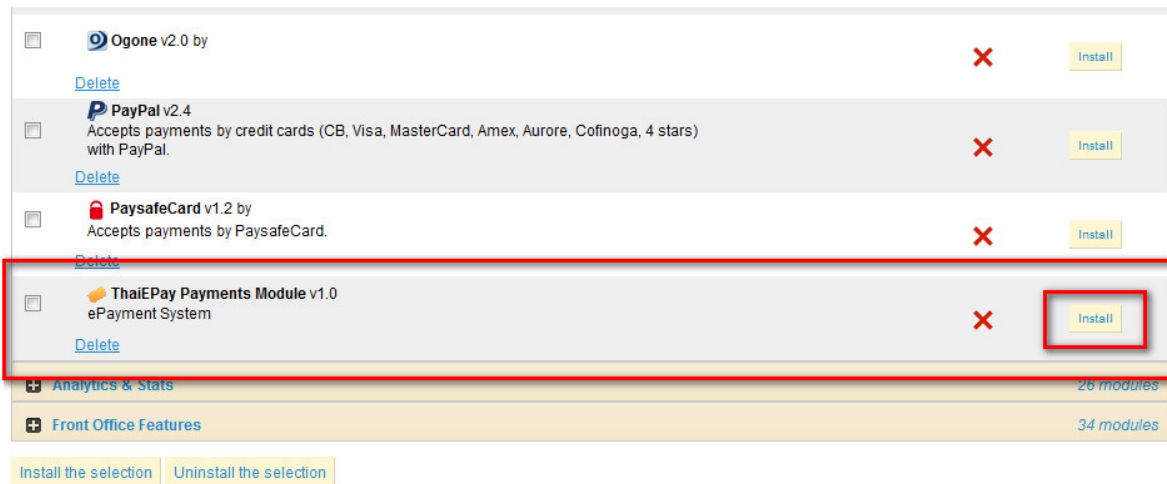 Ogone v2.0 by
Install
Delete
PayPal v2.4
Accepts payments by credit cards (CB, Visa, MasterCard, Amex, Aurore, Cofinoga, 4 stars)
with PayPal.
Install
Delete
PaysafeCard v1.2 by
Accepts payments by PaysafeCard.
Install
Delete
ThaiEPay Payments Module v1.0
ePayment System
Install
Delete
Analytics & Stats 26 modules
Front Office Features 34 modules
Install the selection Uninstall the selection